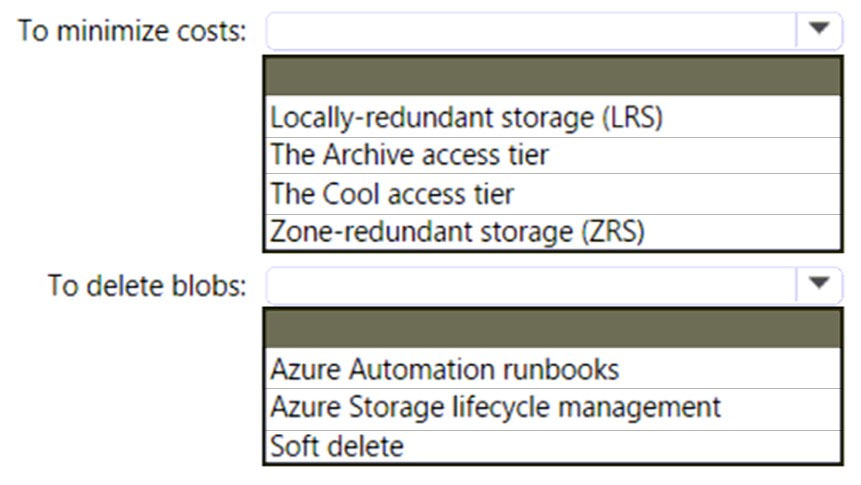 To minimize costs:
Locally-redundant storage (LRS)
The Archive access tier
The Cool access tier
Zone-redundant storage (ZRS)
To delete blobs:
Azure Automation runbooks
Azure Storage lifecycle management
Soft delete